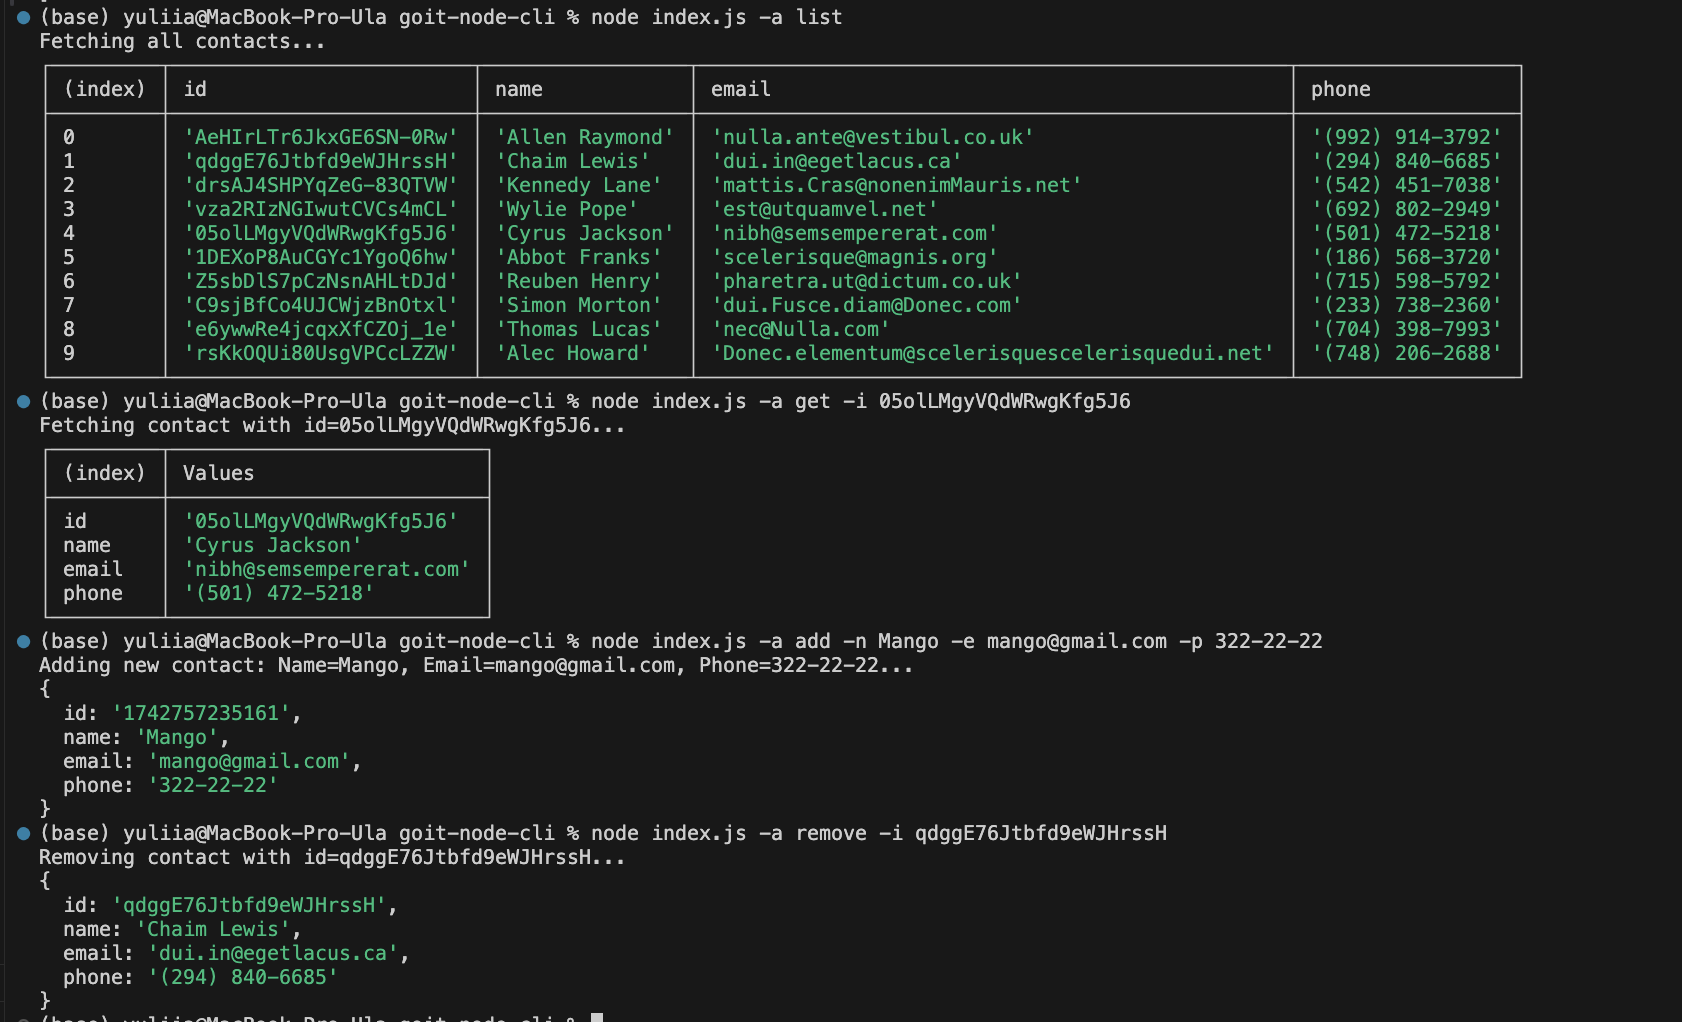 (base) yuliia@MacBook-Pro-Ula goit-node-cli % node index.js -a list
Fetching all contacts...
(index) id name email phone
0 'AeHIrLTr6JkxGE6SN-0Rw' 'Allen Raymond' 'nulla.ante@vestibul.co.uk' '(992) 914-3792'
1 'qdggE76Jtbfd9eWJHrssH' 'Chaim Lewis' 'dui.in@egetlacus.ca' '(294) 840-6685'
2 'drsAJ4SHPYqZeG-83QTVW' 'Kennedy Lane' 'mattis.Cras@nonenimMauris.net' '(542) 451-7038'
3 'vza2RIzNGIwutCVCs4mCL' 'Wylie Pope' 'est@utquamvel.net' '(692) 802-2949'
4 '05olLMgyVQdWRwgKfg5J6' 'Cyrus Jackson' 'nibh@semsempererat.com' '(501) 472-5218'
5 '1DEXoP8AuCGYc1YgoQ6hw' 'Abbot Franks' 'scelerisque@magnis.org' '(186) 568-3720'
6 'Z5sbDlS7pCzNsnAHLtDJd' 'Reuben Henry' 'pharetra.ut@dictum.co.uk' '(715) 598-5792'
7 'C9sjBfCo4UJCWjzBnOtxl' 'Simon Morton' 'dui.Fusce.diam@Donec.com' '(233) 738-2360'
8 'e6ywwRe4jcqxXfCZOj_1e' 'Thomas Lucas' 'nec@Nulla.com' '(704) 398-7993'
9 'rsKkOQUi80UsgVPCcLZZW' 'Alec Howard' 'Donec.elementum@scelerisquescelerisquedui.net' '(748) 206-2688'
(base) yuliia@MacBook-Pro-Ula goit-node-cli % node index.js -a get -i 05olLMgyVQdWRwgKfg5J6
Fetching contact with id=05olLMgyVQdWRwgKfg5J6...
(index) Values
id '05olLMgyVQdWRwgKfg5J6'
name 'Cyrus Jackson'
email 'nibh@semsempererat.com'
phone '(501) 472-5218'
(base) yuliia@MacBook-Pro-Ula goit-node-cli % node index.js -a add -n Mango -e mango@gmail.com -p 322-22-22
Adding new contact: Name=Mango, Email=mango@gmail.com, Phone=322-22-22...
{
id: '1742757235161',
name: 'Mango',
email: 'mango@gmail.com',
phone: '322-22-22'
}
(base) yuliia@MacBook-Pro-Ula goit-node-cli % node index.js -a remove -i qdggE76Jtbfd9eWJHrssH
Removing contact with id=qdggE76Jtbfd9eWJHrssH...
{
id: 'qdggE76Jtbfd9eWJHrssH',
name: 'Chaim Lewis',
email: 'dui.in@egetlacus.ca',
phone: '(294) 840-6685'
}
(base) yuliia@MacBook-Pro-Ula goit-node-cli %